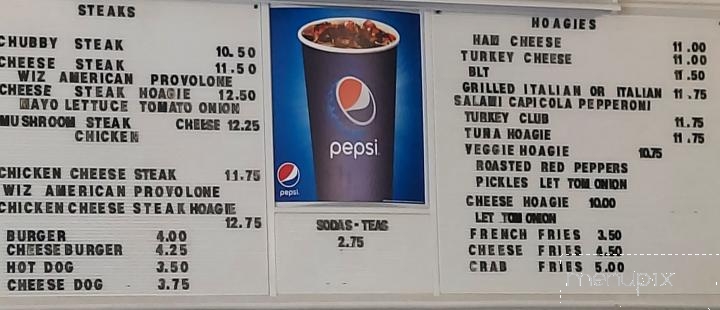 STEAKS
CHUBBY STEAK 10.50
CHEESE STEAK 11.50
WIZ AMERICAN PROVOLONE
CHEESE STEAK HOAGIE 12.50
MAYO LETTUCE TOMATO ONION
MUSHROOM STEAK CHEESE 12.25
CHICKEN
CHICKEN CHEESE STEAK 11.75
WIZ AMERICAN PROVOLONE
CHICKEN CHEESE STEAK HOAGIE
12.75
BURGER 4.00
CHEESE BURGER 4.25
HOT DOG 3.50
CHEESE DOG 3.75
pepsi
pepsi.
SODAS - TEAS
2.75
HOAGIES
HAM CHEESE 11.00
TURKEY CHEESE 11.00
BLT 11.50
GRILLED ITALIAN OR ITALIAN 11.75
SALAMI CAPICOLA PEPPERONI
TURKEY CLUB 11.75
TUNA HOAGIE 11.75
VEGGIE HOAGIE 10.75
ROASTED RED PEPPERS
PICKLES LET TOM ONION
CHEESE HOAGIE 10.00
LET TOM ONION
FRENCH FRIES 3.50
CHEESE FRIES 4.50
CRAB FRIES 5.00
menupix